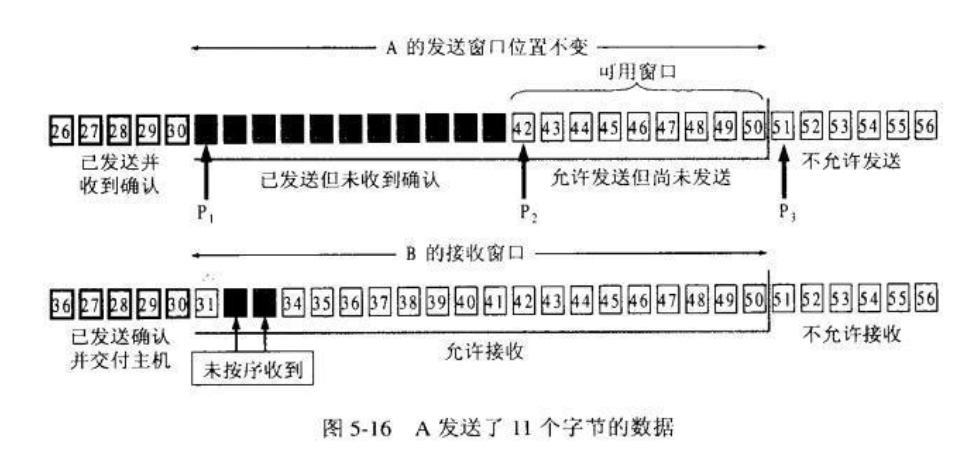 A 的发送窗口位置不变
可用窗口
26 27 28 29 30 42 43 44 45 46 47 48 49 50 51 52 53 54 55 56
已发送并
收到确认
已发送但未收到确认
允许发送但尚未发送
不允许发送
P1
P2
P3
B 的接收窗口
36 27 28 29 30 31 34 35 36 37 38 39 40 41 42 43 44 45 46 47 48 49 50 51 52 53 54 55 56
已发送确认
并交付主机
未按序收到
允许接收
不允许接收
图 5-16 A 发送了 11 个字节的数据